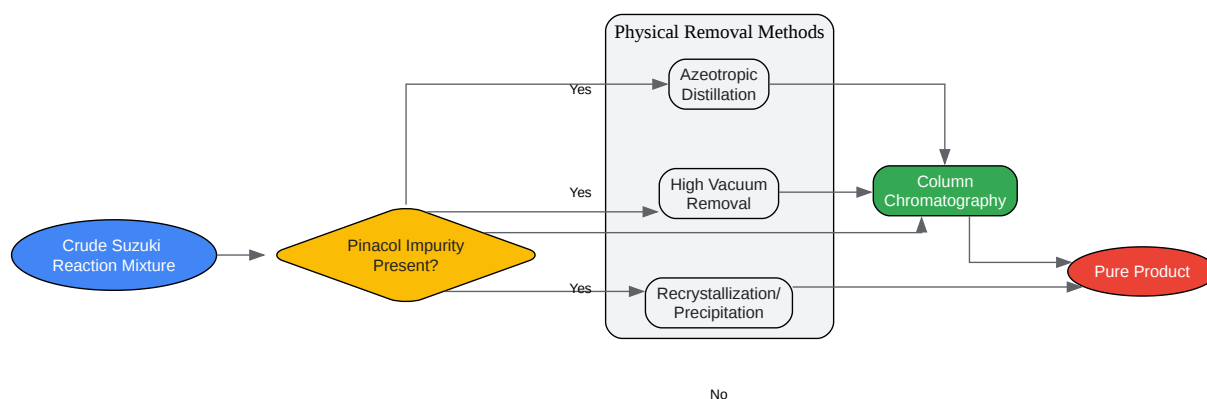 Physical Removal Methods
Azeotropic
Distillation
Yes
High Vacuum
Removal
Yes
Column
Chromatography
Crude Suzuki
Reaction Mixture
Pinacol Impurity
Present?
Pure Product
Yes
Recrystallization/
Precipitation
No